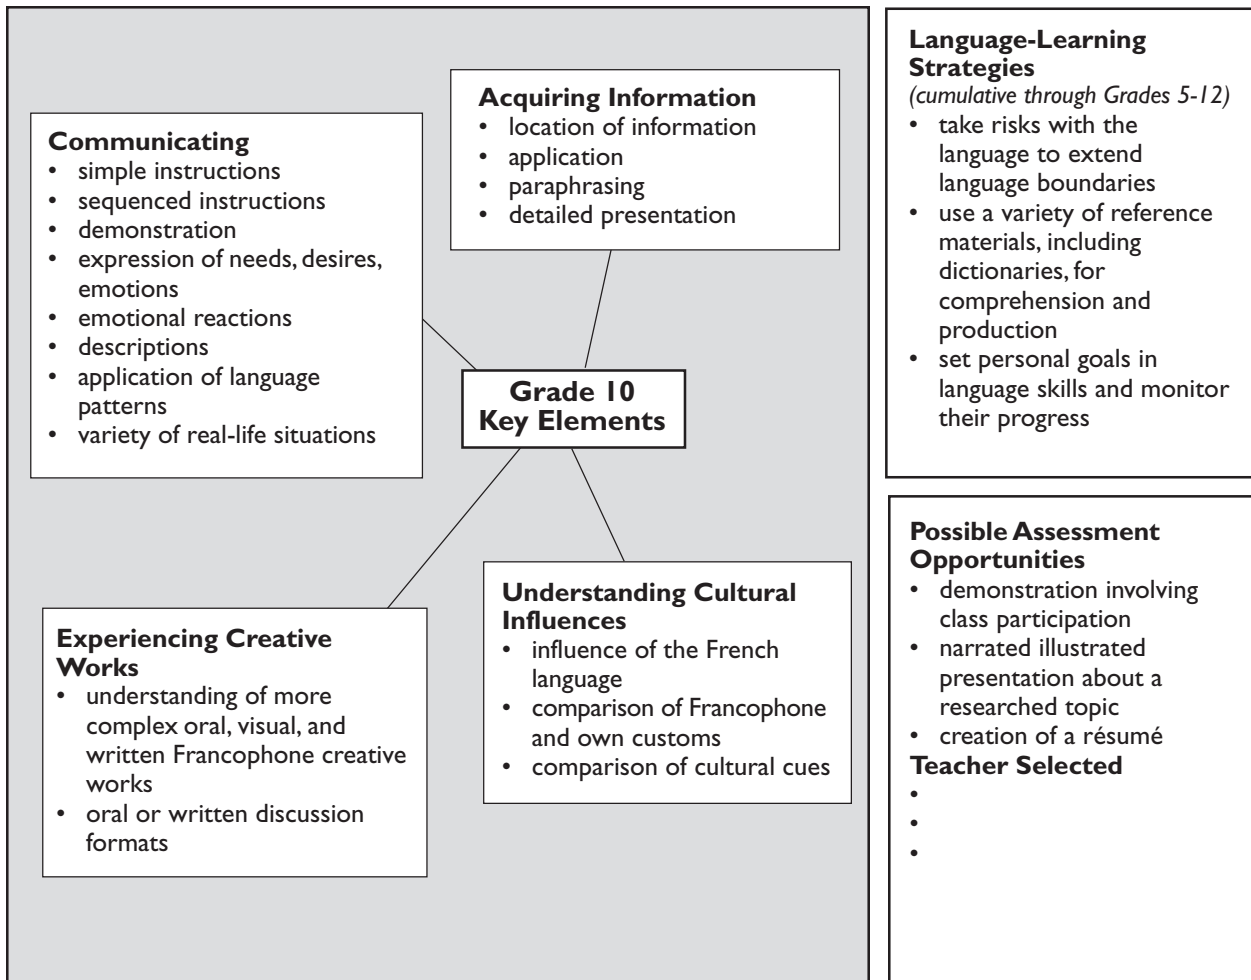 Communicating
• simple instructions
• sequenced instructions
• demonstration
• expression of needs, desires,
emotions
• emotional reactions
• descriptions
• application of language
patterns
• variety of real-life situations
Acquiring Information
• location of information
• application
• paraphrasing
• detailed presentation
Grade 10
Key Elements
Experiencing Creative
Works
• understanding of more
complex oral, visual, and
written Francophone creative
works
• oral or written discussion
formats
Understanding Cultural
Influences
• influence of the French
language
• comparison of Francophone
and own customs
• comparison of cultural cues
Language-Learning
Strategies
(cumulative through Grades 5-12)
• take risks with the
language to extend
language boundaries
• use a variety of reference
materials, including
dictionaries, for
comprehension and
production
• set personal goals in
language skills and monitor
their progress
Possible Assessment
Opportunities
• demonstration involving
class participation
• narrated illustrated
presentation about a
researched topic
• creation of a résumé
Teacher Selected
•
•
•